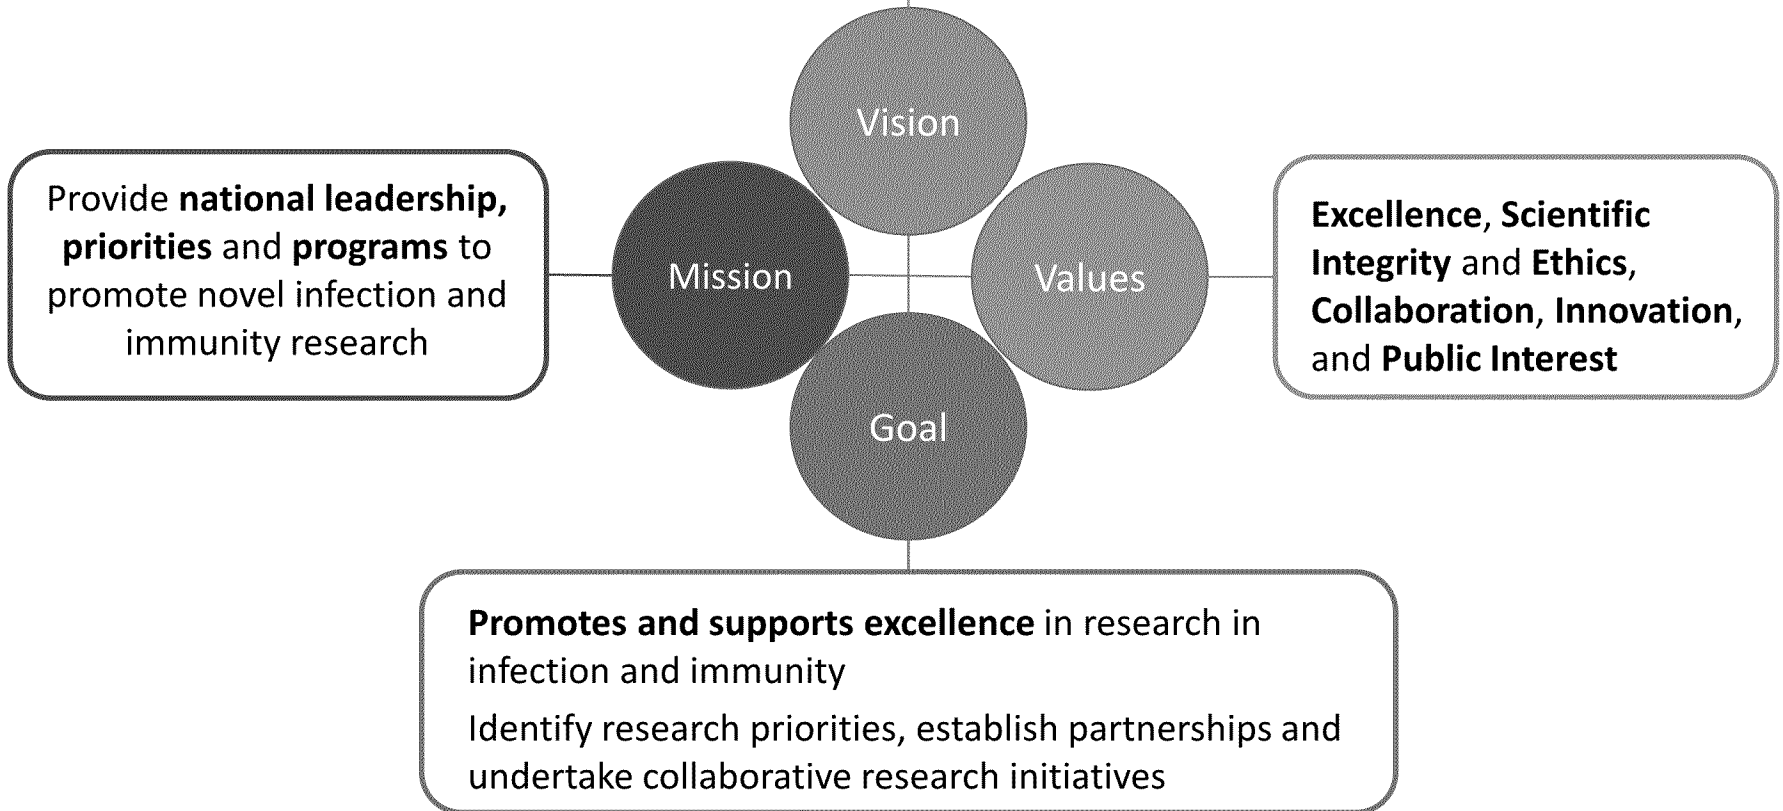 Vision
Provide national leadership,
priorities and programs to
promote novel infection and
immunity research
Mission
Values
Excellence, Scientific
Integrity and Ethics,
Collaboration, Innovation,
and Public Interest
Goal
Promotes and supports excellence in research in
infection and immunity
Identify research priorities, establish partnerships and
undertake collaborative research initiatives